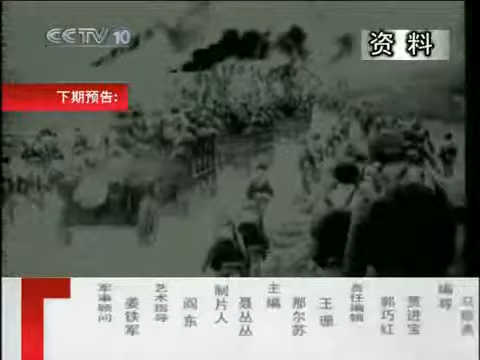 CCTV 10
资料
下期预告:
军事顾问
姜铁军
艺术指导
阎东
制片人
聂丛丛
主编
那尔苏
责任编辑
王珊
郭巧红
编导
贾进宝